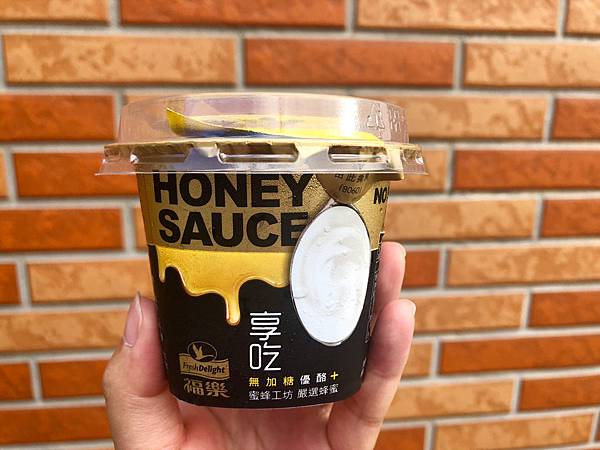 HONEY
SAUCE
(8060)
NO
享吃
FreshDelight
福樂
無加糖優酪+
蜜蜂工坊 嚴選蜂蜜